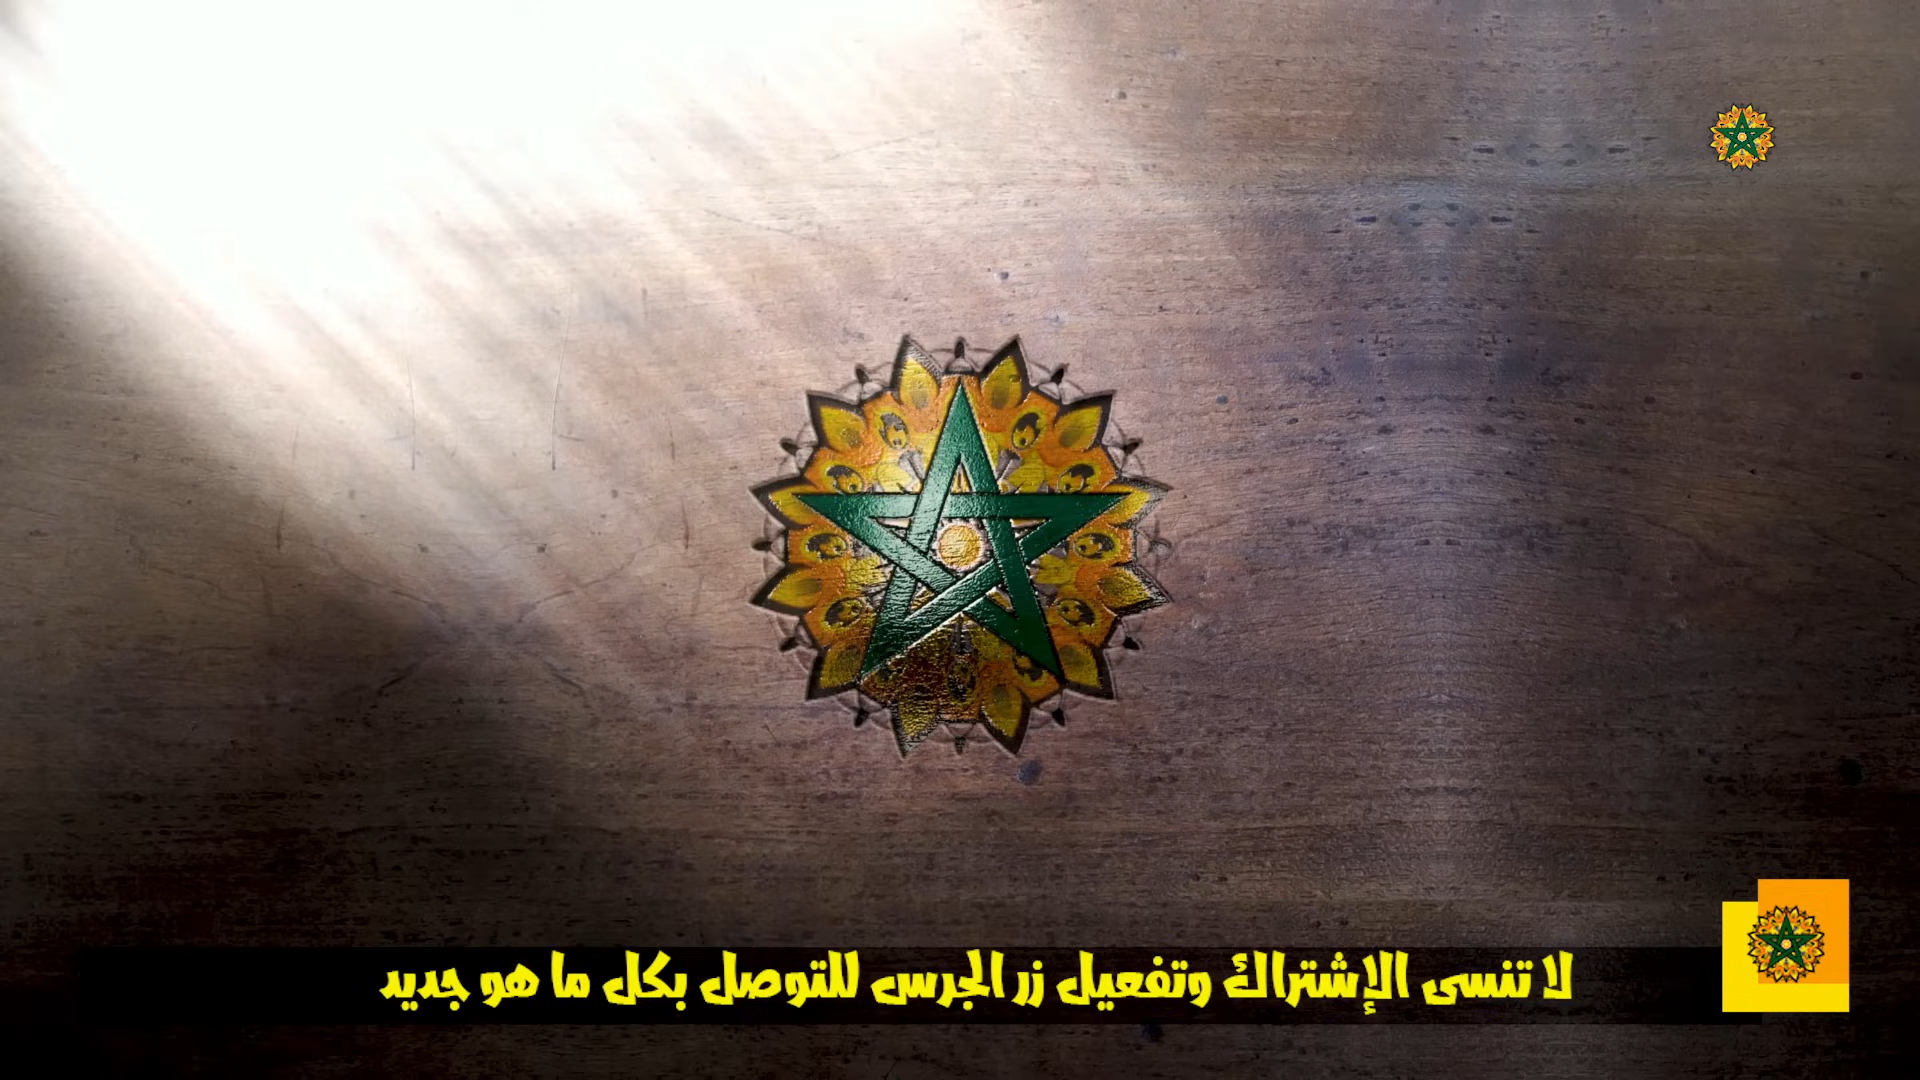 لا تنسى الإشتراك وتفعيل زر الجرس للتوصل بكل ما هو جديد